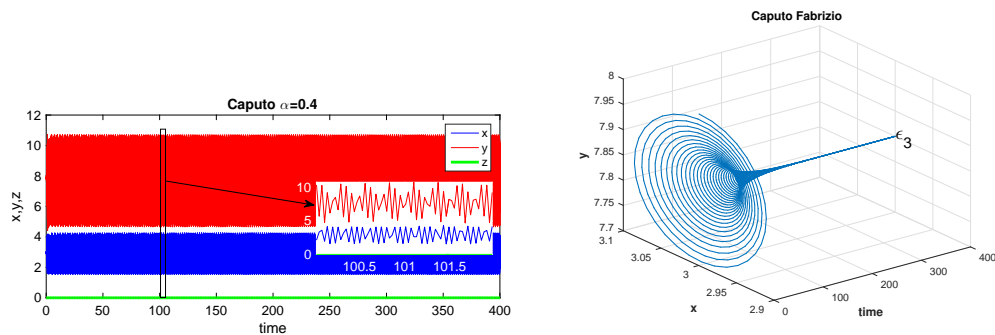 Caputo α=0.4
x,y,z
12
10
8
6
4
2
0
0 50 100 150 200 250 300 350 400
time
x
y
z
10
5
0
100.5 101 101.5
Caputo Fabrizio
y
8
7.95
7.9
7.85
7.8
7.75
7.7
3.1
3.05
3
2.95
2.9
x
0
100
200
300
400
time
ϵ3